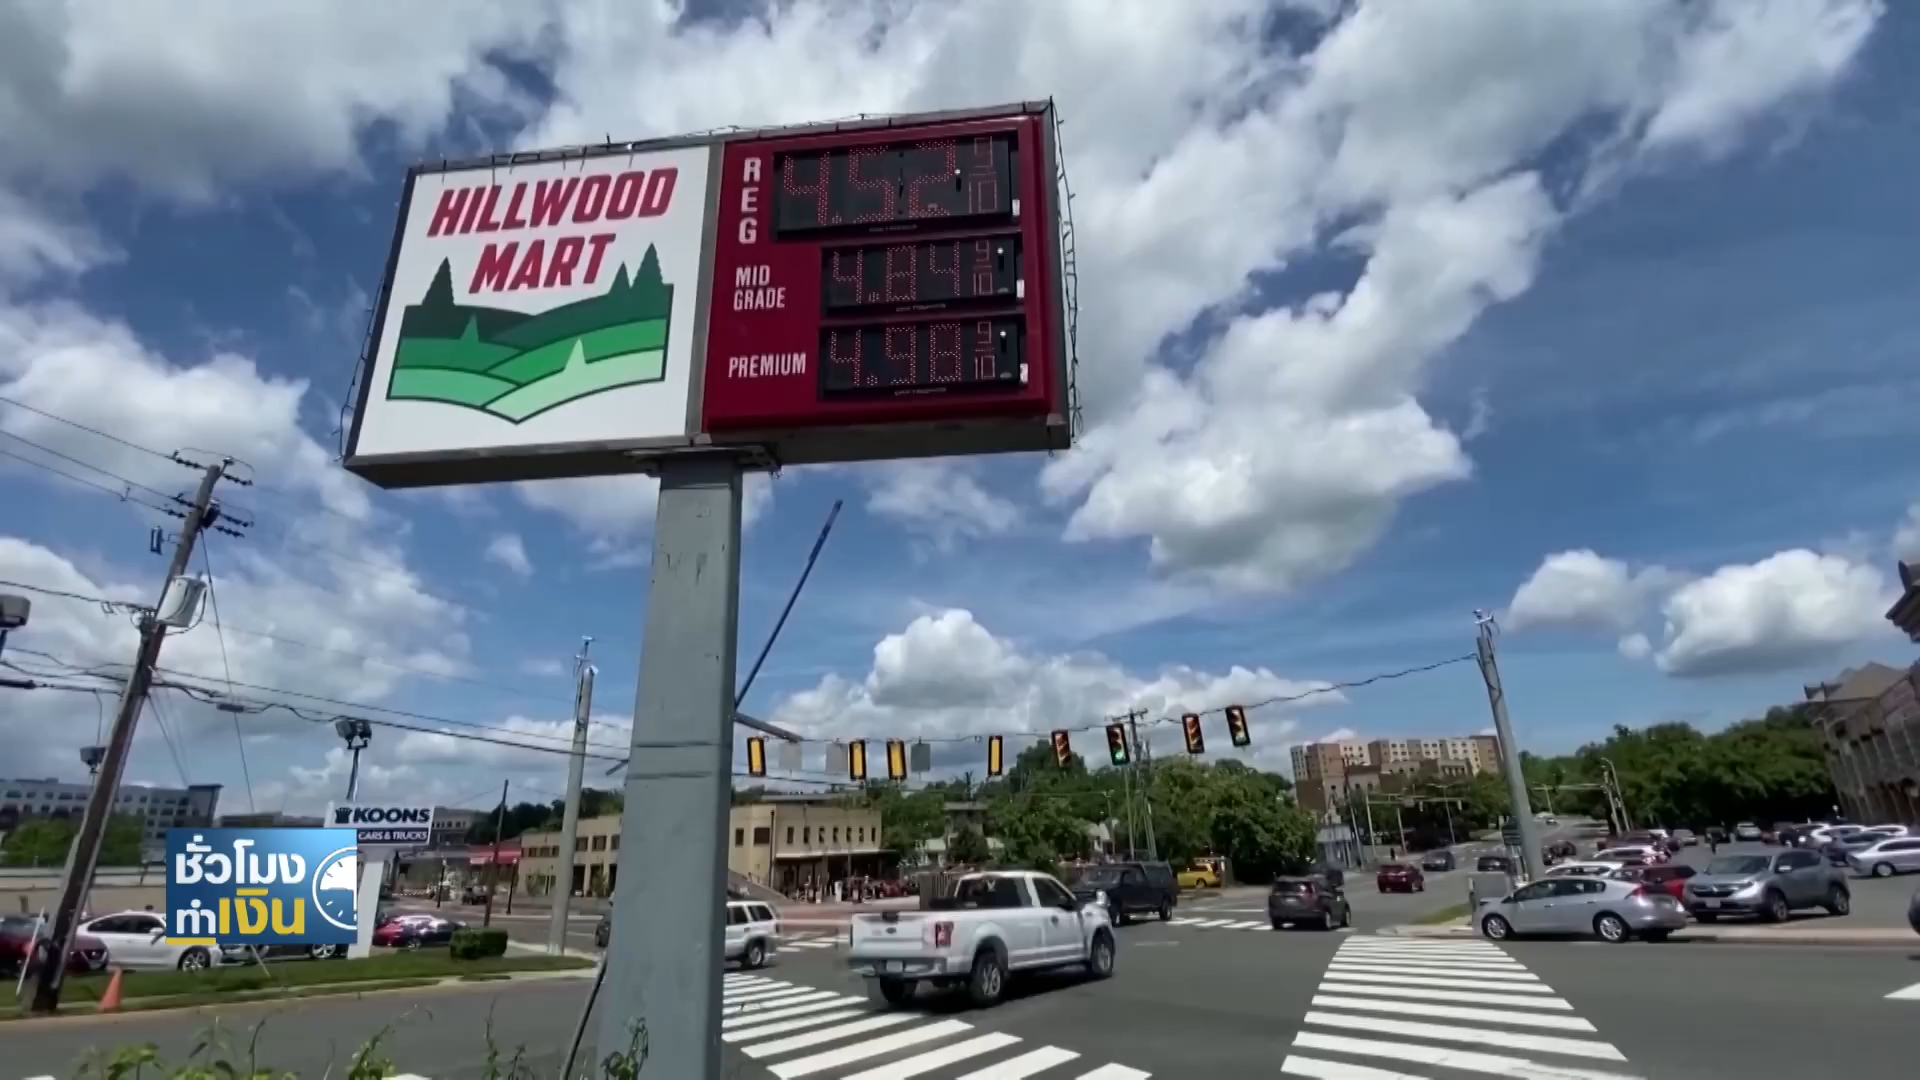 HILLWOOD
MART
REG
4.52 9/10
MID
GRADE
4.84 9/10
PREMIUM
4.98 9/10
KOONS
CARS & TRUCKS
ชั่วโมง
ทำเงิน